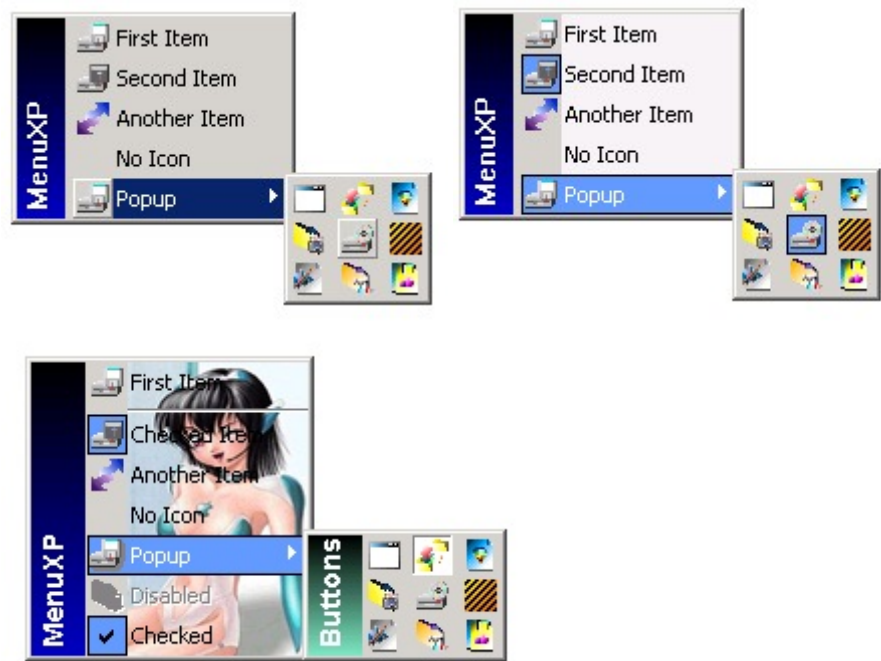 MenuXP
First Item
Second Item
Another Item
No Icon
Popup
MenuXP
First Item
Second Item
Another Item
No Icon
Popup
MenuXP
First Item
Checked Item
Another Item
No Icon
Popup
Disabled
Checked
Buttons